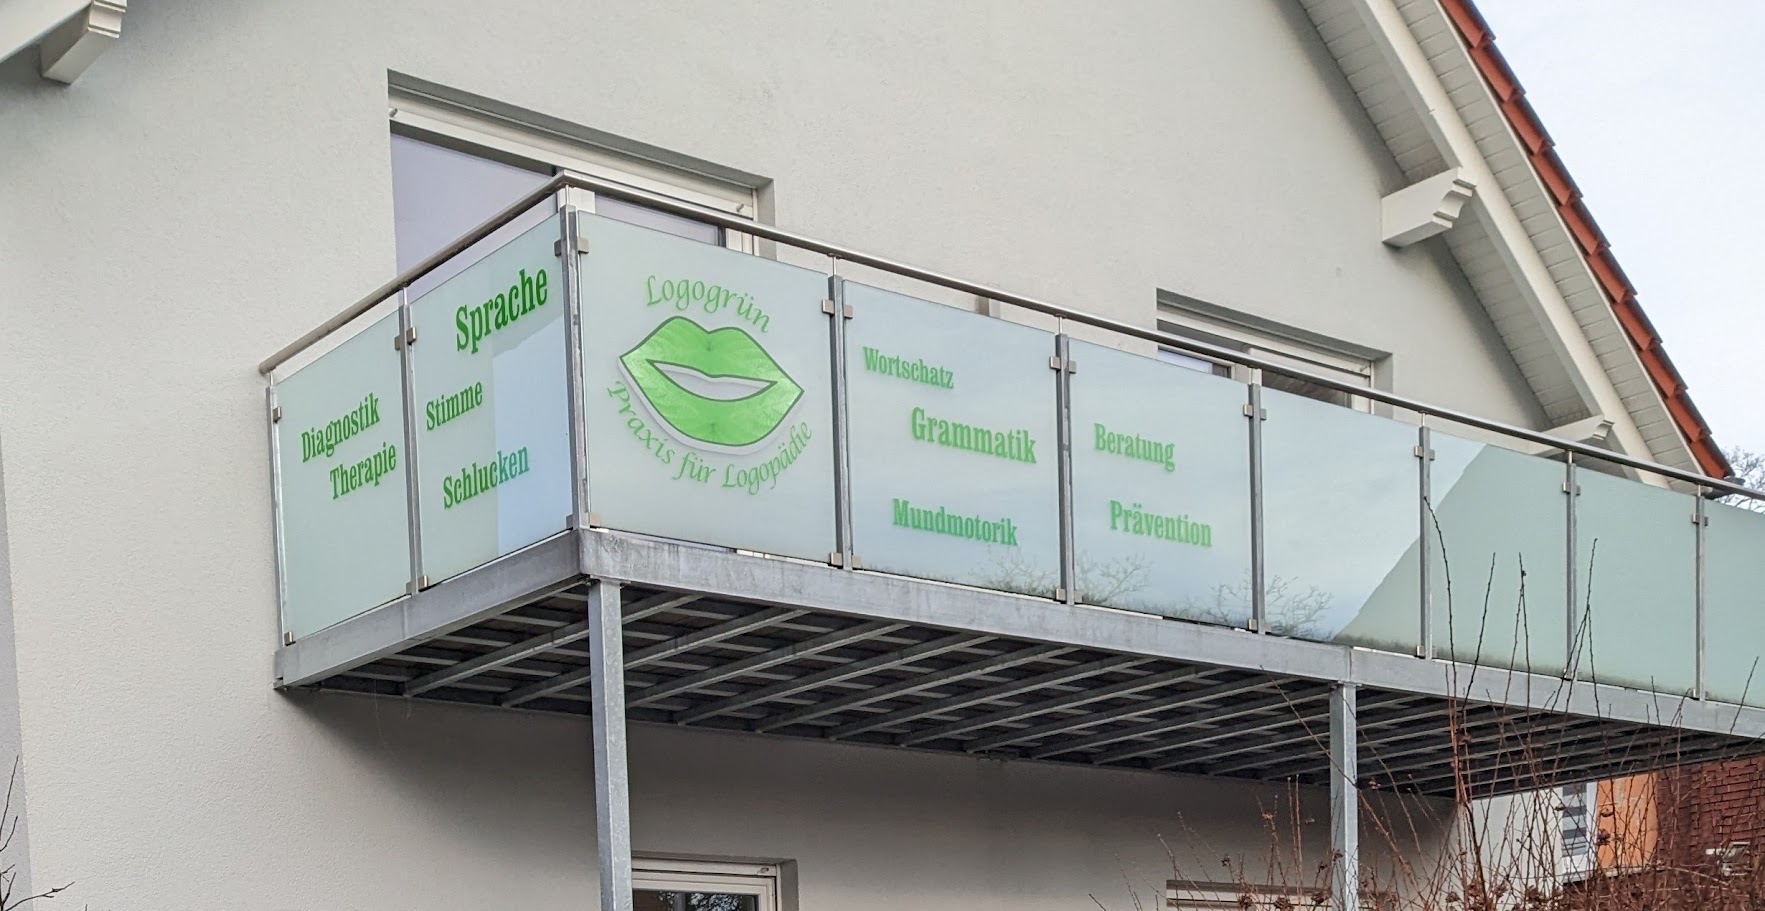 Diagnostik
Therapie
Sprache
Stimme
Schlucken
Logogrün
Praxis für Logopädie
Wortschatz
Grammatik
Mundmotorik
Beratung
Prävention